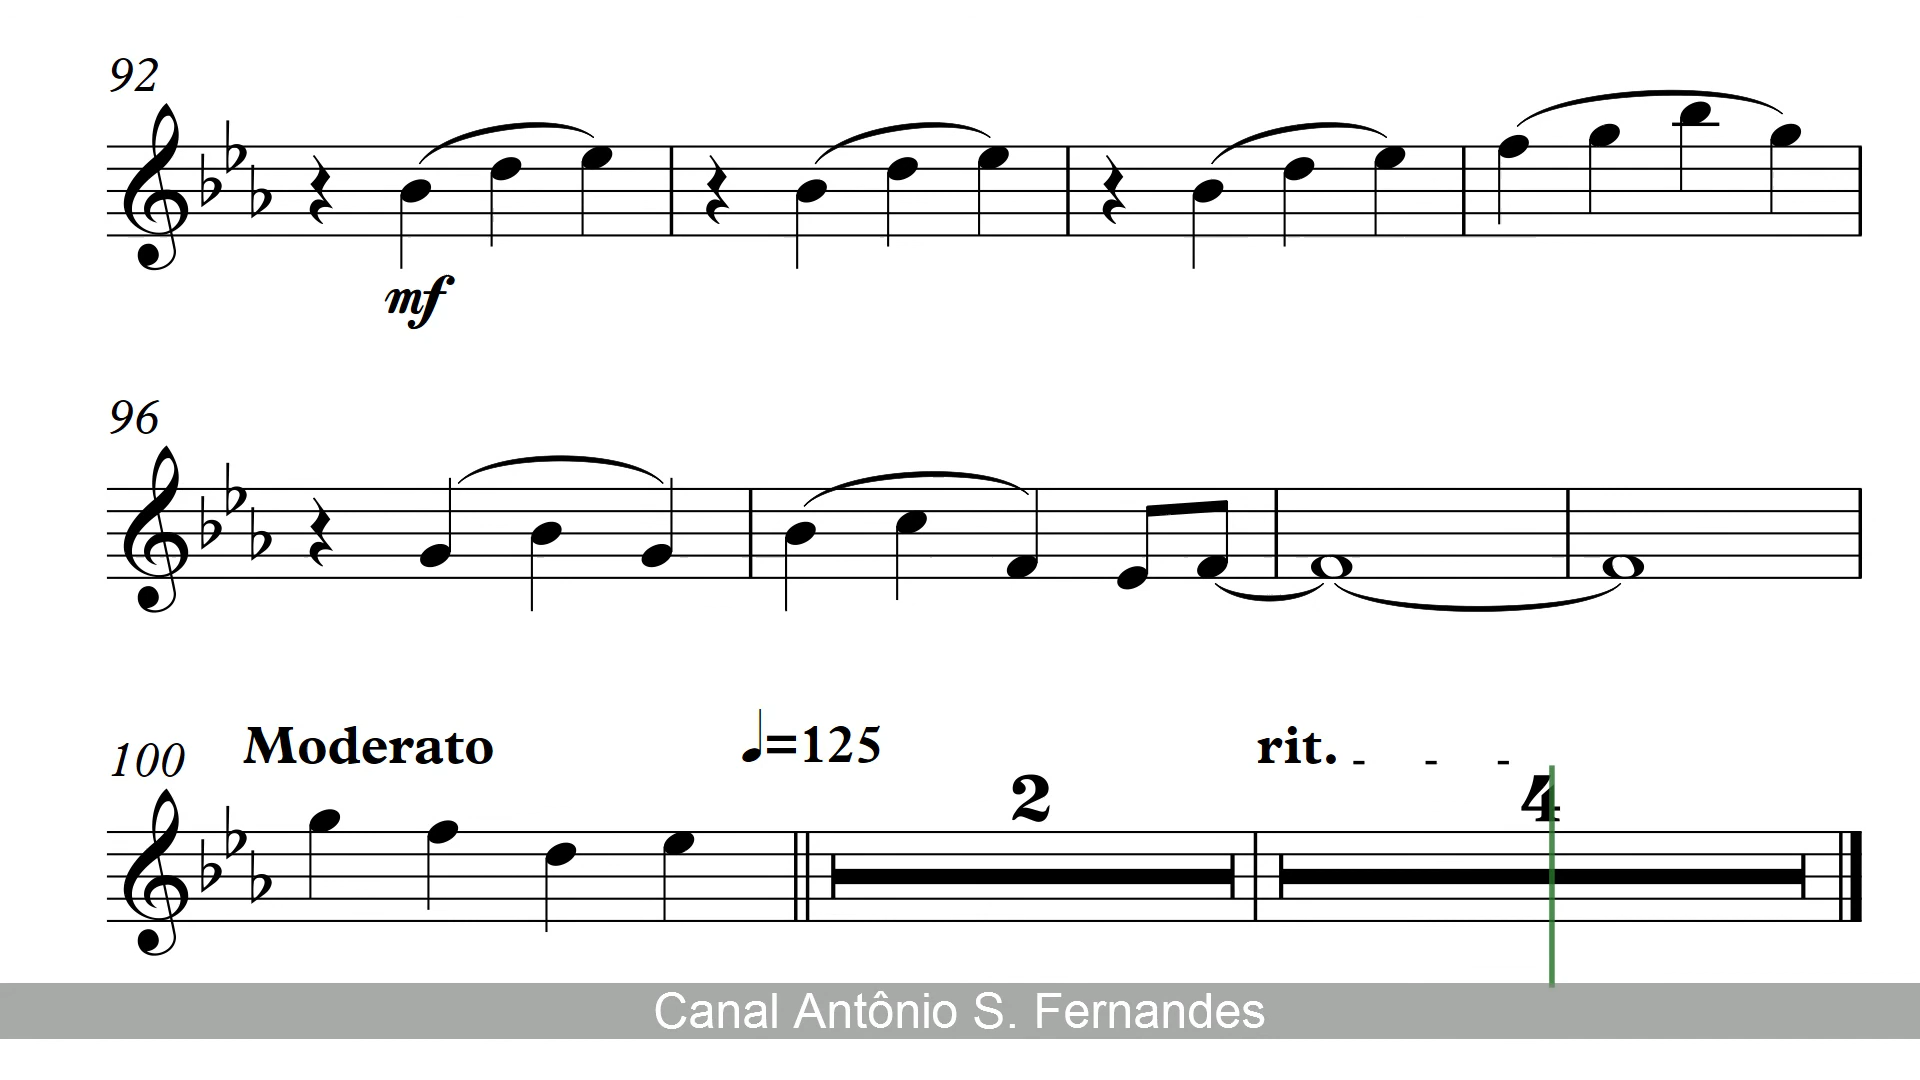 92
mf
96
100 Moderato ♩=125 rit. - - -
2 4
Canal Antônio S. Fernandes